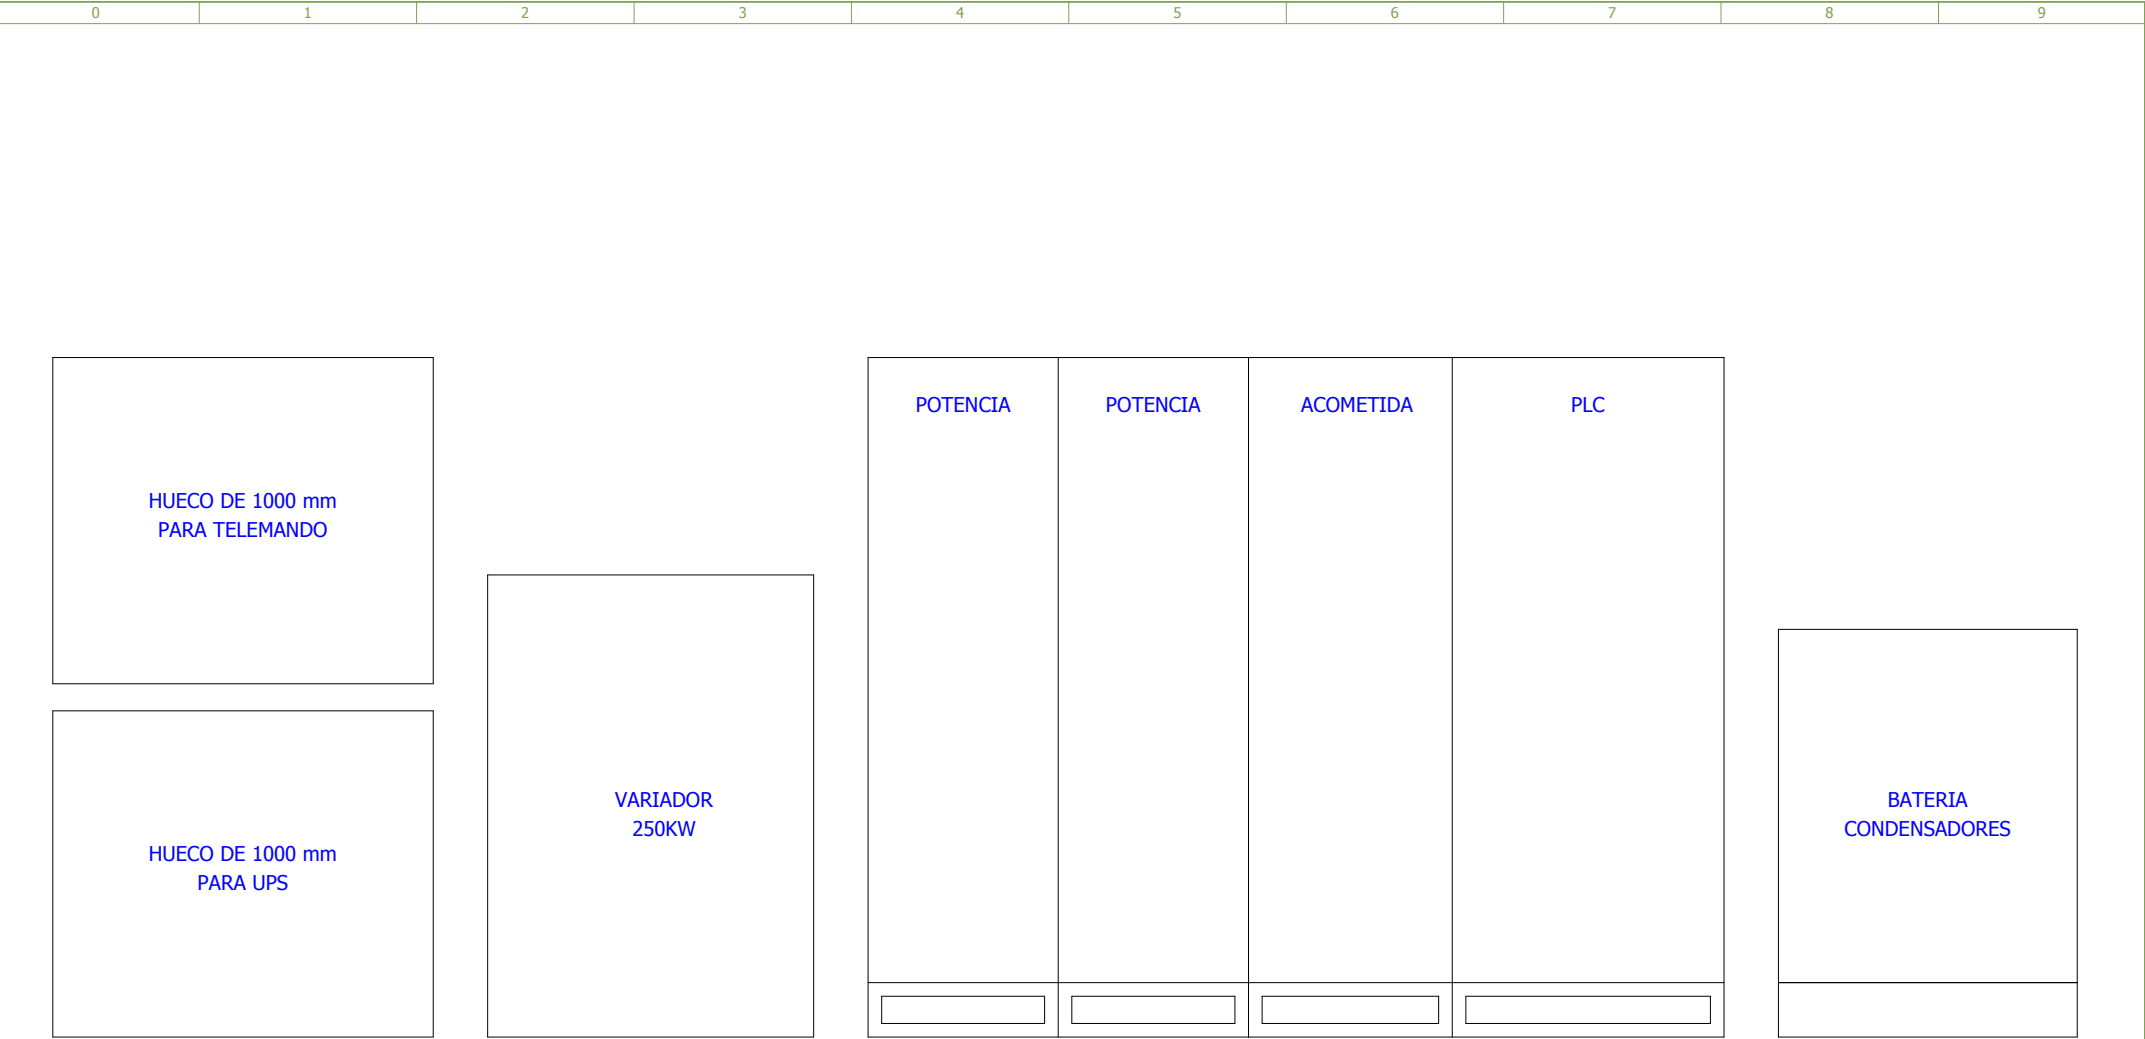 0 1 2 3 4 5 6 7 8 9
POTENCIA POTENCIA ACOMETIDA PLC
HUECO DE 1000 mm
PARA TELEMANDO
VARIADOR
250KW
BATERIA
CONDENSADORES
HUECO DE 1000 mm
PARA UPS